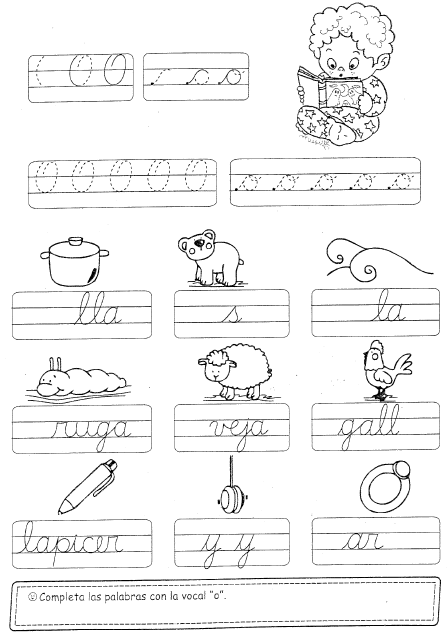 O O O
o o o
O O O O O
o o o o o
lla s la
ruga veja gall
lapicer y y ar
Completa las palabras con la vocal "o".